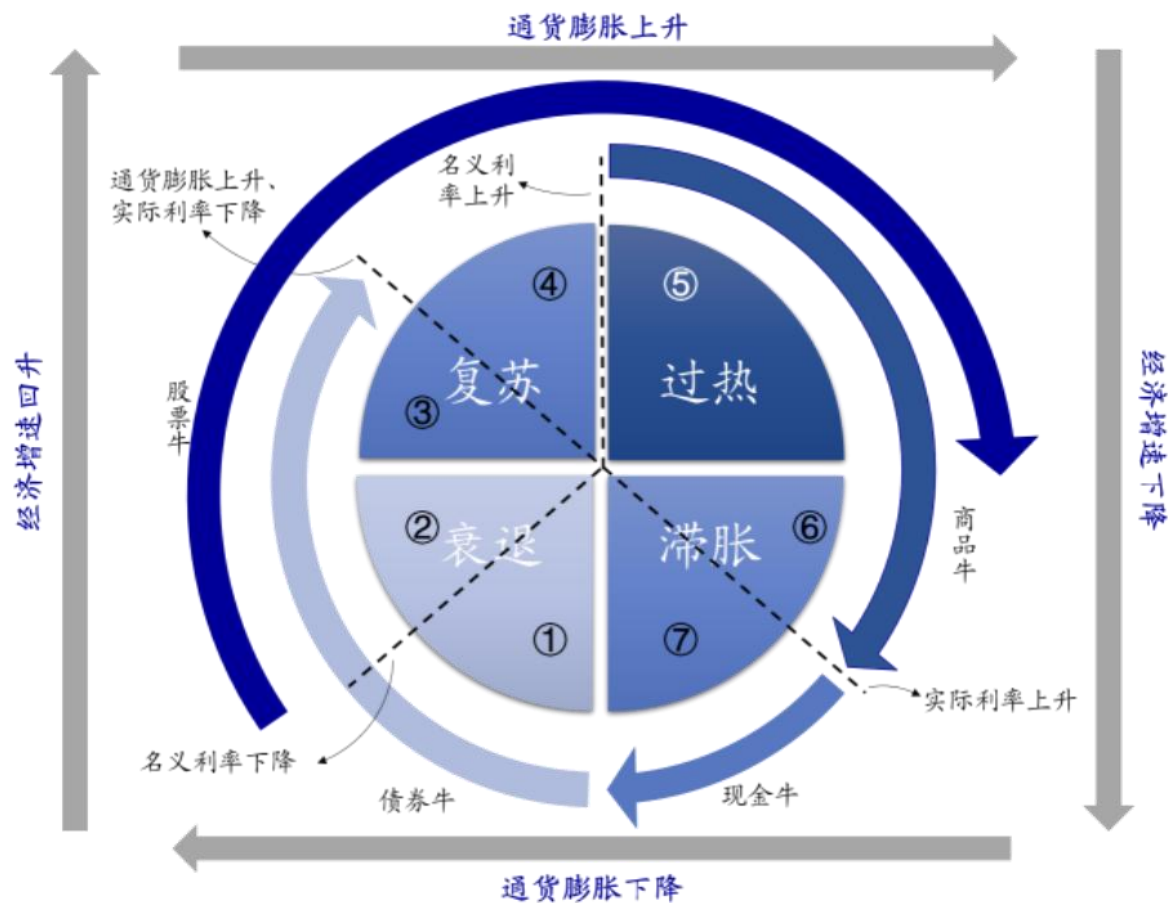 通货膨胀上升
名义利
率上升
通货膨胀上升、
实际利率下降
④
⑤
经济增速回升
股票牛
复苏
过热
经济增速下降
③
②
衰退
滞胀
⑥
商品牛
①
⑦
实际利率上升
名义利率下降
债券牛
现金牛
通货膨胀下降